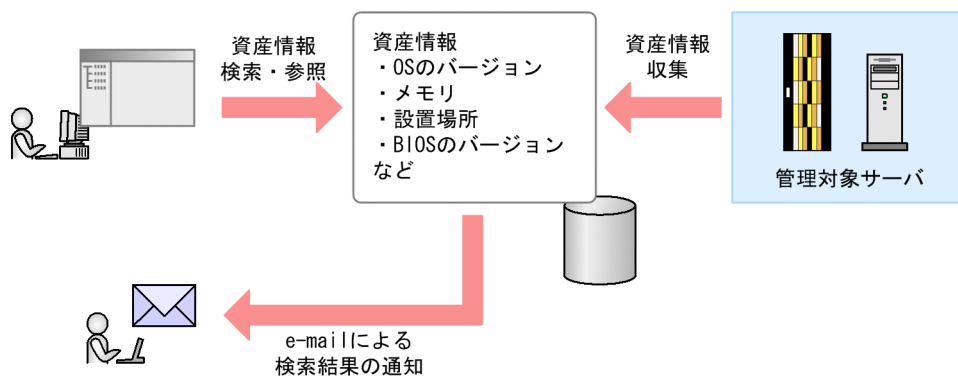 資産情報
検索・参照
資産情報
・OSのバージョン
・メモリ
・設置場所
・BIOSのバージョン
など
資産情報
収集
管理対象サーバ
e-mailによる
検索結果の通知